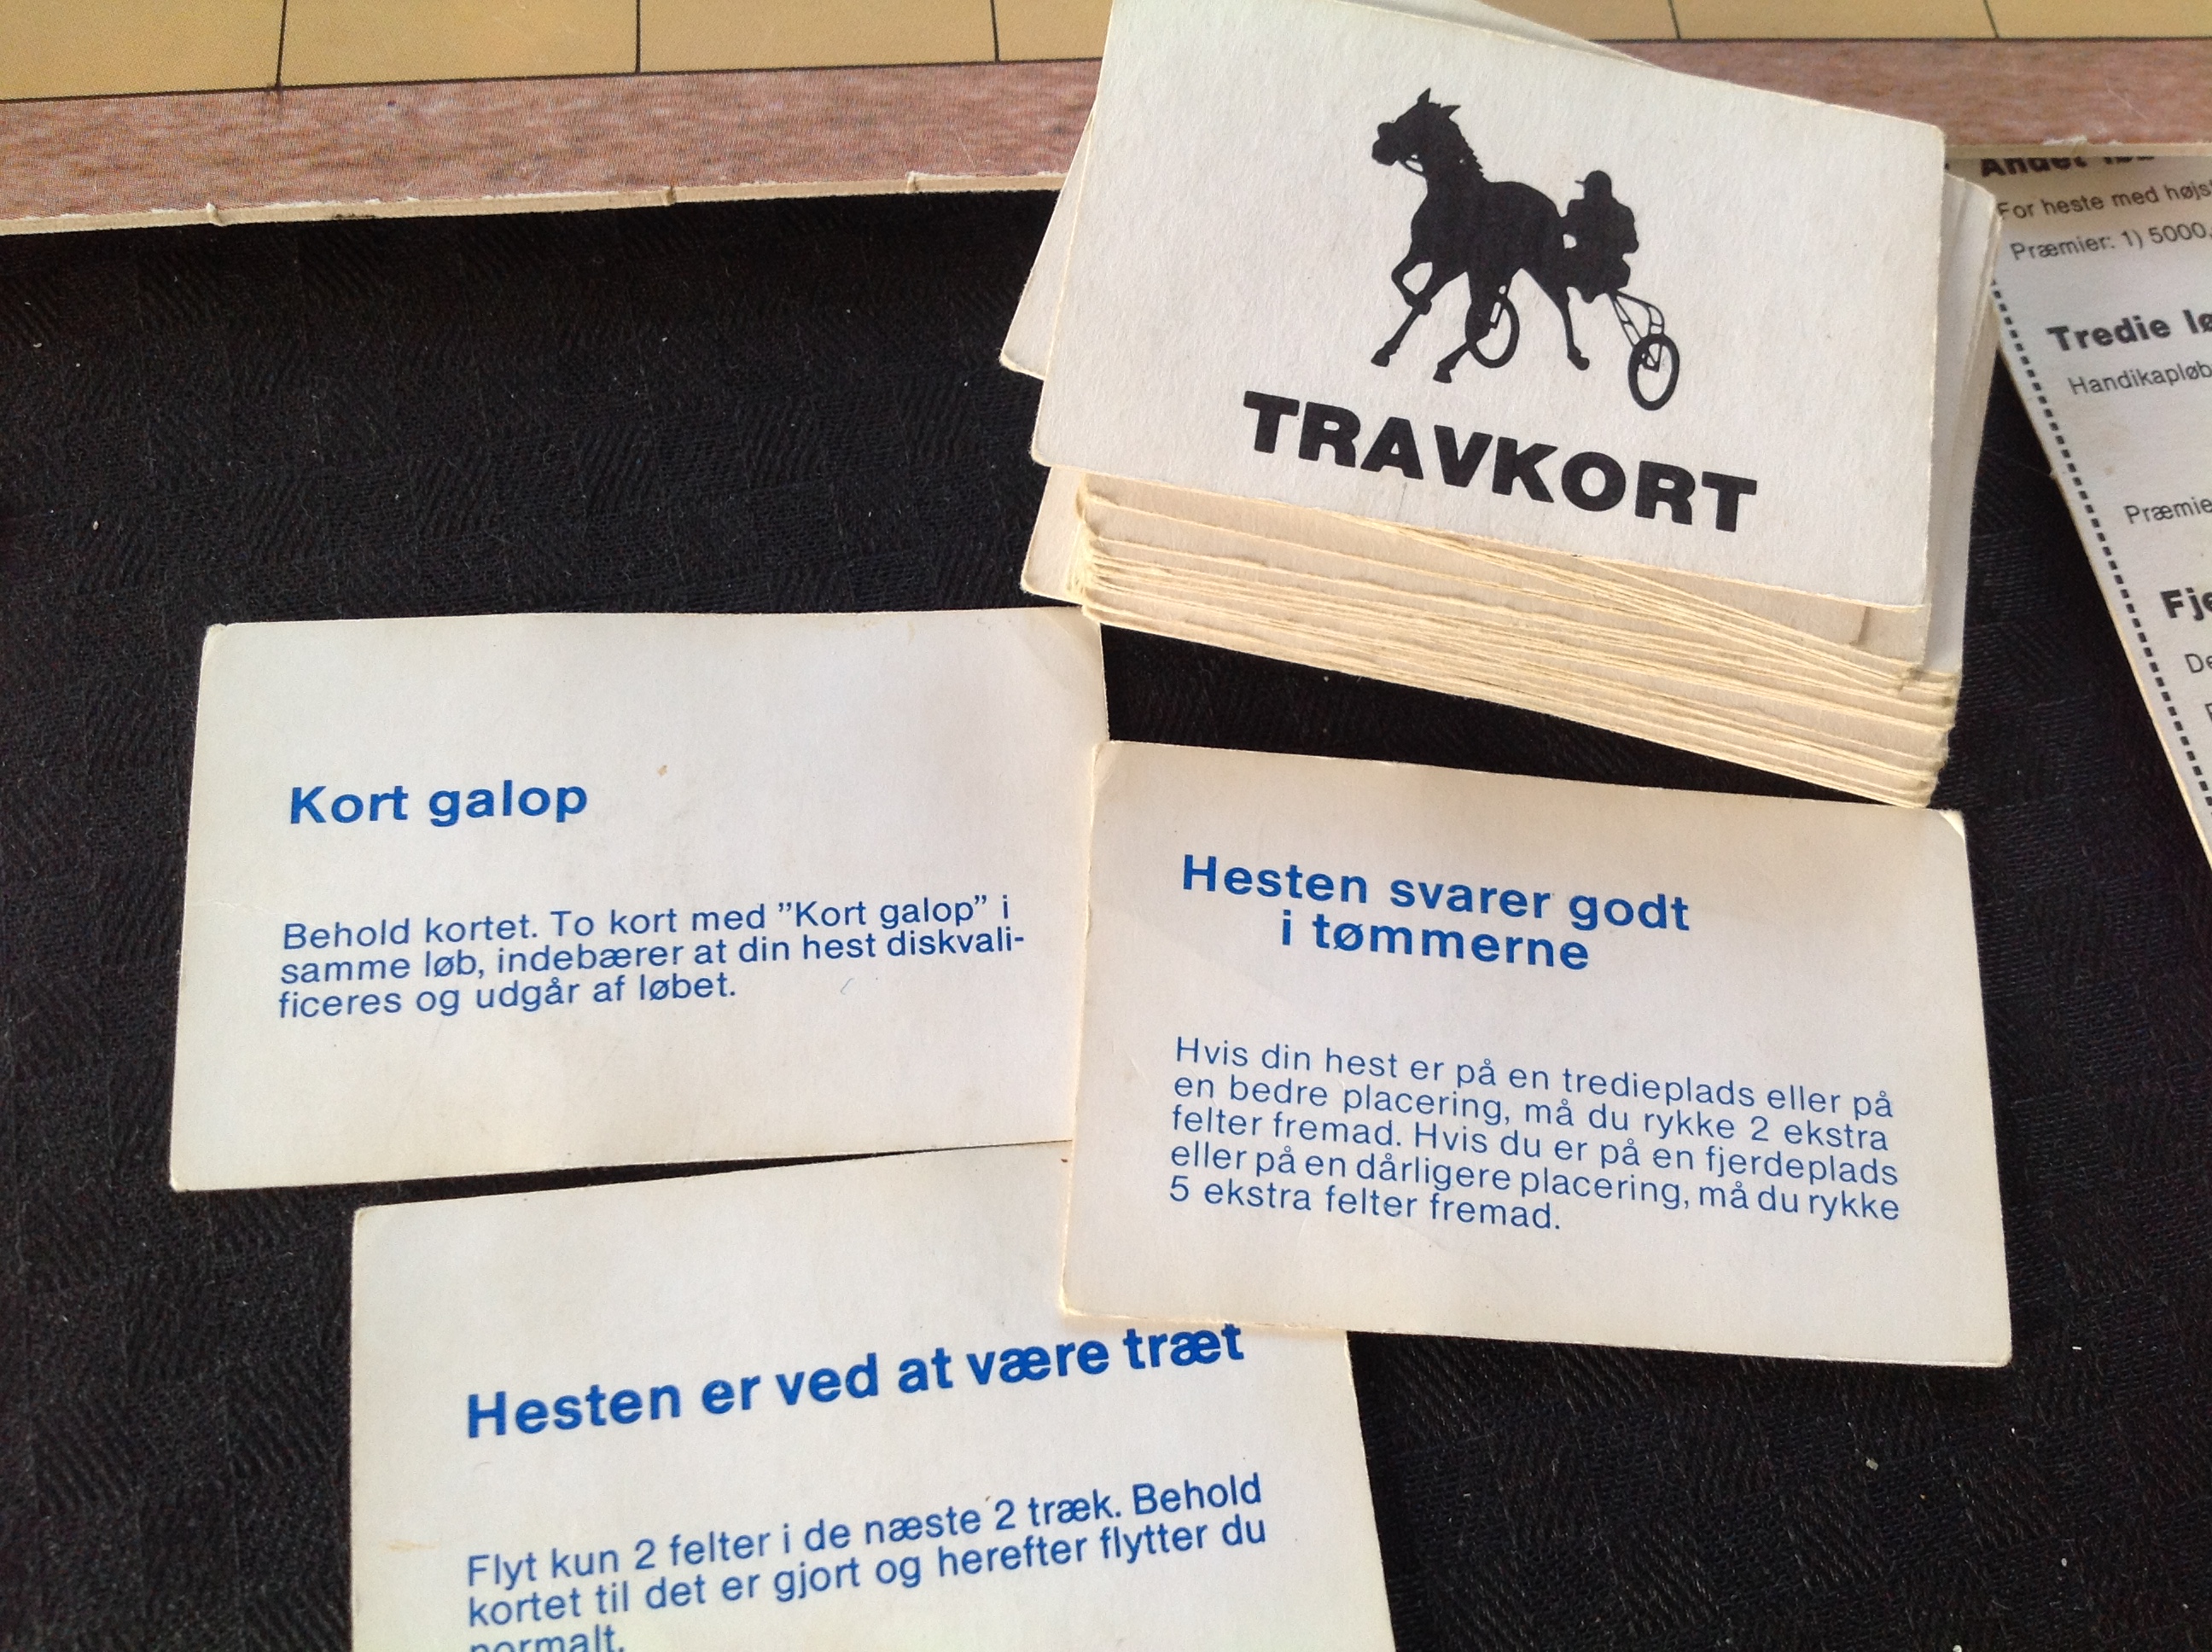 TRAVKORT
Andet
For heste med
Præmier: 1) 5000,
Tredie
Handikapløb
Kort galop
Behold kortet. To kort med ”Kort galop” i
samme løb, indebærer at din hest diskvali-
ficeres og udgår af løbet.
Hesten svarer godt
i tømmerne
Hvis din hest er på en tredieplads eller på
en bedre placering, må du rykke 2 ekstra
felter fremad. Hvis du er på en fjerdeplads
eller på en dårligere placering, må du rykke
5 ekstra felter fremad.
Hesten er ved at være træt
Flyt kun 2 felter i de næste 2 træk. Behold
kortet til det er gjort og herefter flytter du
normalt.